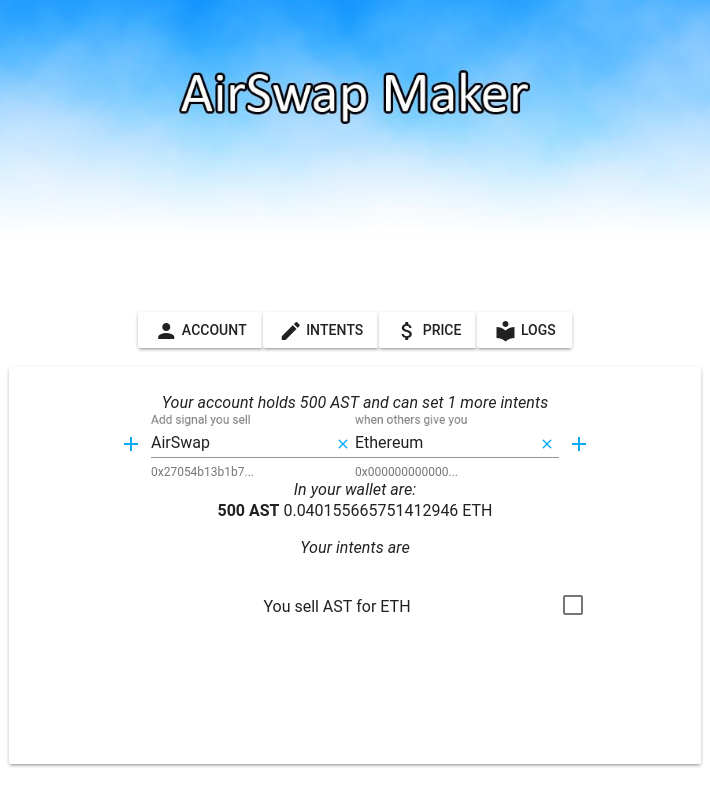 AirSwap Maker
ACCOUNT INTENTS PRICE LOGS
Your account holds 500 AST and can set 1 more intents
Add signal you sell when others give you
AirSwap Ethereum
0x27054b13b1b7... 0x000000000000...
In your wallet are:
500 AST 0.040155665751412946 ETH
Your intents are
You sell AST for ETH